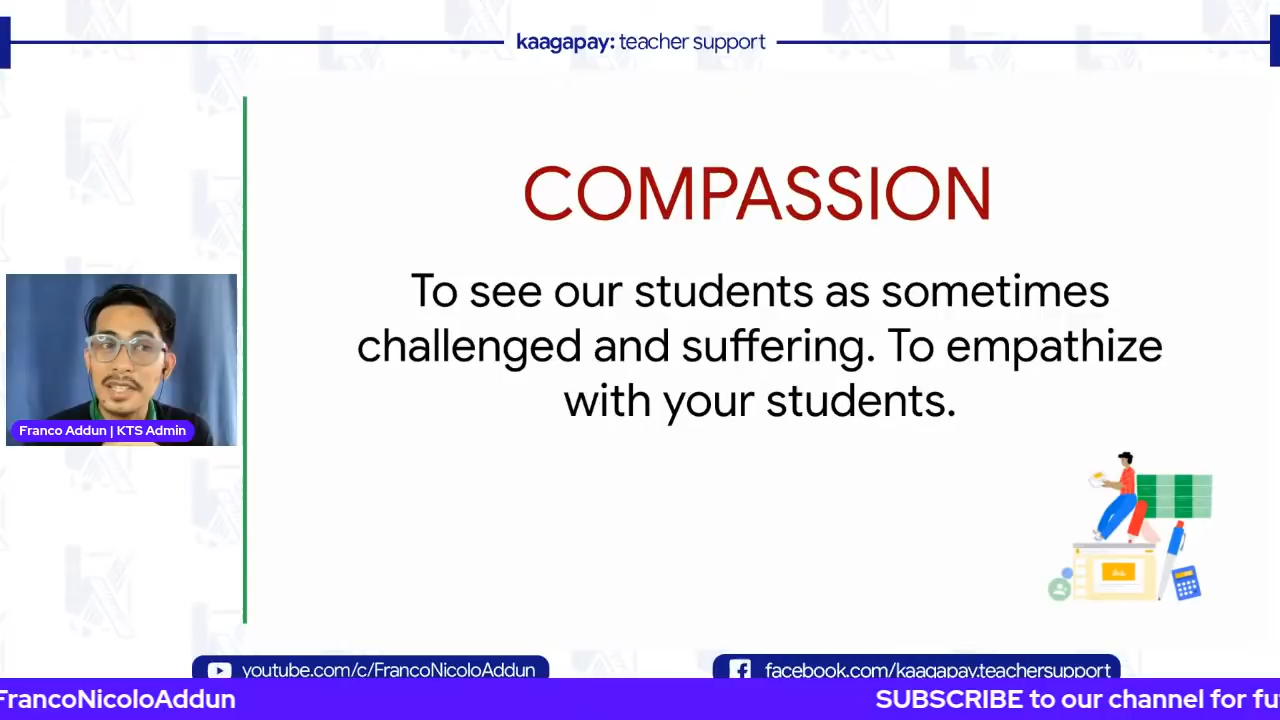 kaagapay: teacher support
COMPASSION
To see our students as sometimes
challenged and suffering. To empathize
with your students.
Franco Addun | KTS Admin
youtube.com/c/FrancoNicoloAddun
facebook.com/kaagapay.teachersupport
FrancoNicoloAddun
SUBSCRIBE to our channel for fu